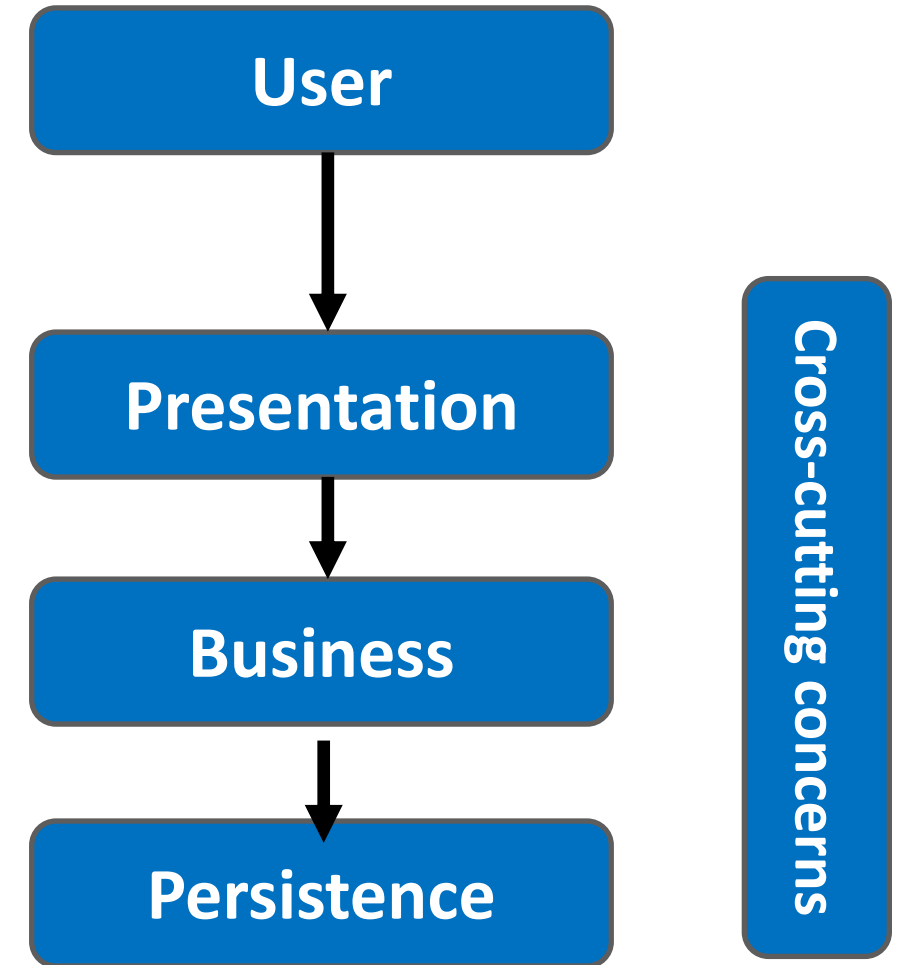 User
Presentation
Business
Persistence
Cross-cutting concerns